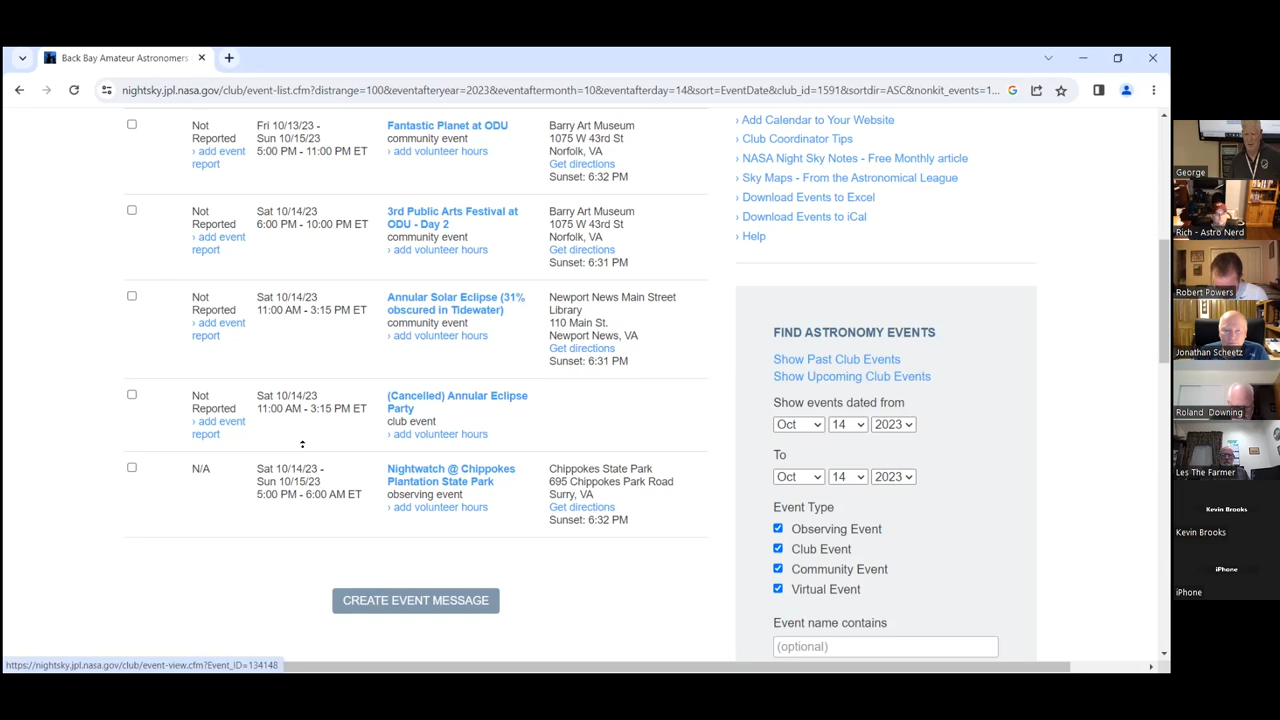 Back Bay Amateur Astronomers
nightsky.jpl.nasa.gov/club/event-list.cfm?distrange=100&eventafteryear=2023&eventaftermonth=10&eventafterday=14&sort=EventDate&club_id=1591&sortdir=ASC&nonkit_events=1...
Not
Reported
› add event
report
Fri 10/13/23 -
Sun 10/15/23
5:00 PM - 11:00 PM ET
Fantastic Planet at ODU
community event
› add volunteer hours
Barry Art Museum
1075 W 43rd St
Norfolk, VA
Get directions
Sunset: 6:32 PM
Not
Reported
› add event
report
Sat 10/14/23
6:00 PM - 10:00 PM ET
3rd Public Arts Festival at
ODU - Day 2
community event
› add volunteer hours
Barry Art Museum
1075 W 43rd St
Norfolk, VA
Get directions
Sunset: 6:31 PM
Not
Reported
› add event
report
Sat 10/14/23
11:00 AM - 3:15 PM ET
Annular Solar Eclipse (31%
obscured in Tidewater)
community event
› add volunteer hours
Newport News Main Street
Library
110 Main St.
Newport News, VA
Get directions
Sunset: 6:31 PM
Not
Reported
› add event
report
Sat 10/14/23
11:00 AM - 3:15 PM ET
(Cancelled) Annular Eclipse
Party
club event
› add volunteer hours
N/A
Sat 10/14/23 -
Sun 10/15/23
5:00 PM - 6:00 AM ET
Nightwatch @ Chippokes
Plantation State Park
observing event
› add volunteer hours
Chippokes State Park
695 Chippokes Park Road
Surry, VA
Get directions
Sunset: 6:32 PM
CREATE EVENT MESSAGE
› Add Calendar to Your Website
› Club Coordinator Tips
› NASA Night Sky Notes - Free Monthly article
› Sky Maps - From the Astronomical League
› Download Events to Excel
› Download Events to iCal
› Help
FIND ASTRONOMY EVENTS
Show Past Club Events
Show Upcoming Club Events
Show events dated from
Oct 14 2023
To
Oct 14 2023
Event Type
Observing Event
Club Event
Community Event
Virtual Event
Event name contains
(optional)
https://nightsky.jpl.nasa.gov/club/event-view.cfm?Event_ID=134148
George
Rich - Astro Nerd
Robert Powers
Jonathan Scheetz
Roland Downing
Les The Farmer
Kevin Brooks
Kevin Brooks
iPhone
iPhone